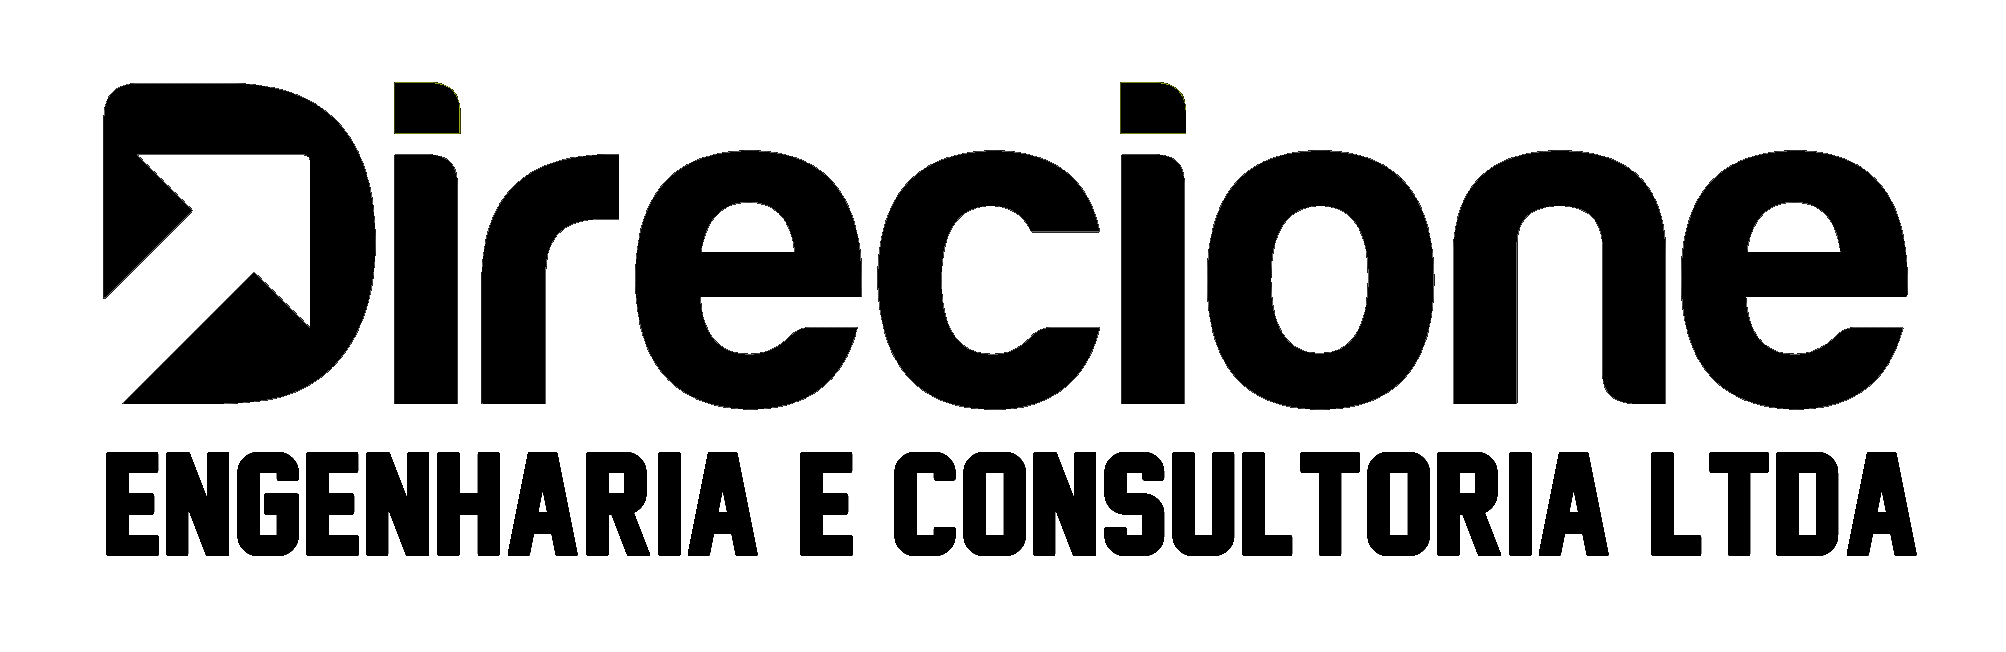 Direcione
ENGENHARIA E CONSULTORIA LTDA